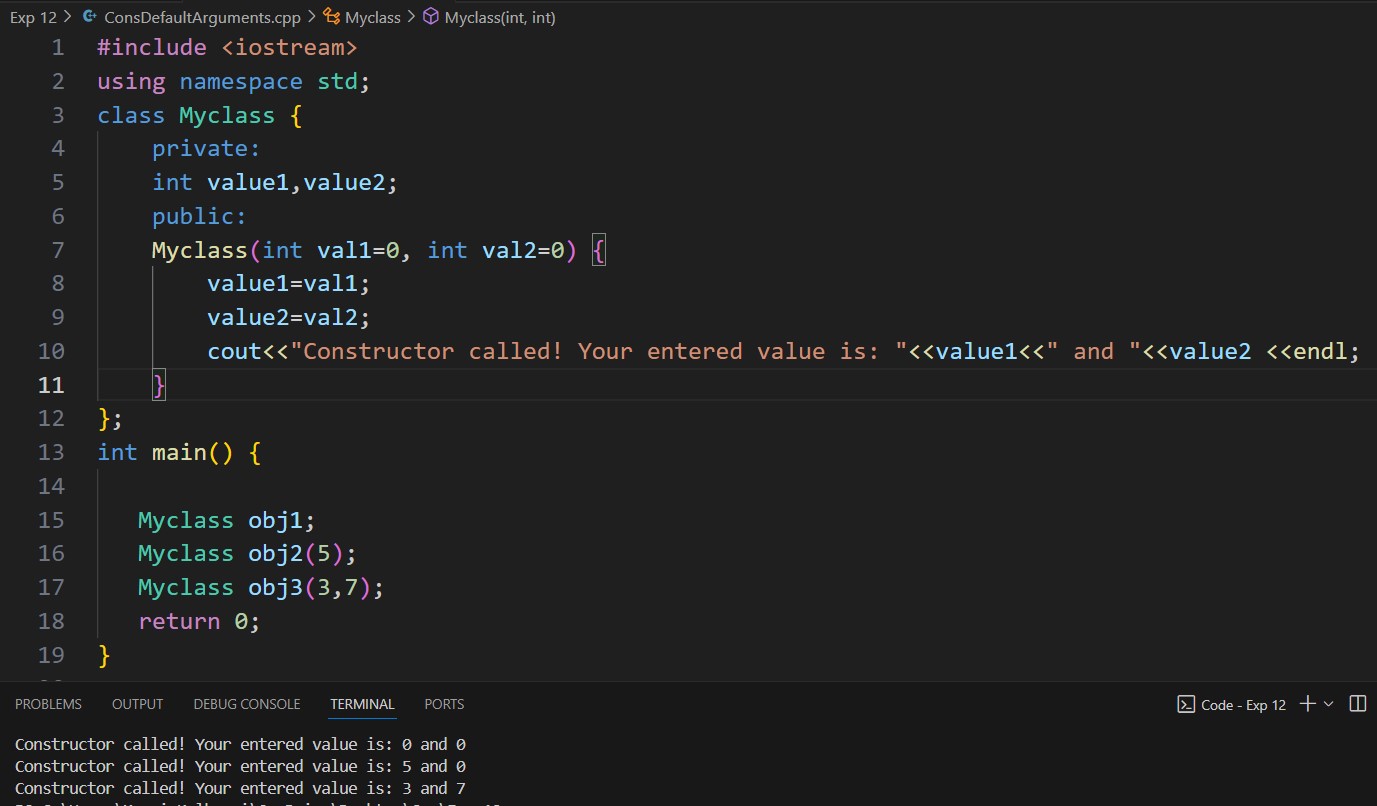 Exp 12 > ConsDefaultArguments.cpp > Myclass > Myclass(int, int)
1 #include <iostream>
2 using namespace std;
3 class Myclass {
4     private:
5     int value1,value2;
6     public:
7     Myclass(int val1=0, int val2=0) {
8         value1=val1;
9         value2=val2;
10         cout<<"Constructor called! Your entered value is: "<<value1<<" and "<<value2 <<endl;
11     }
12 };
13 int main() {
14
15    Myclass obj1;
16    Myclass obj2(5);
17    Myclass obj3(3,7);
18    return 0;
19 }
PROBLEMS OUTPUT DEBUG CONSOLE TERMINAL PORTS Code - Exp 12
Constructor called! Your entered value is: 0 and 0
Constructor called! Your entered value is: 5 and 0
Constructor called! Your entered value is: 3 and 7